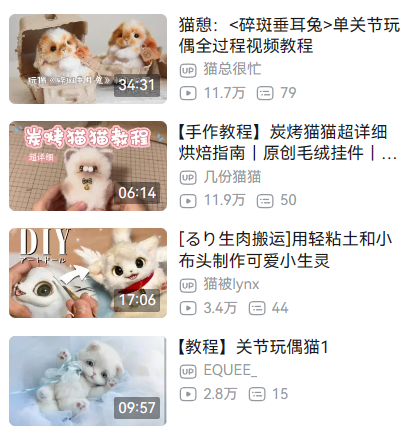 玩偶《碎斑垂耳兔》
34:31
猫憩：<碎斑垂耳兔>单关节玩
偶全过程视频教程
UP 猫总很忙
11.7万 79
炭烤猫猫教程
超详细
06:14
【手作教程】炭烤猫猫超详细
烘焙指南丨原创毛绒挂件丨...
UP 几份猫猫
11.9万 50
DIY
アートドール
17:06
[るり生肉搬运]用轻粘土和小
布头制作可爱小生灵
UP 猫被lynx
3.4万 44
09:57
【教程】关节玩偶猫1
UP EQUEE_
2.8万 15